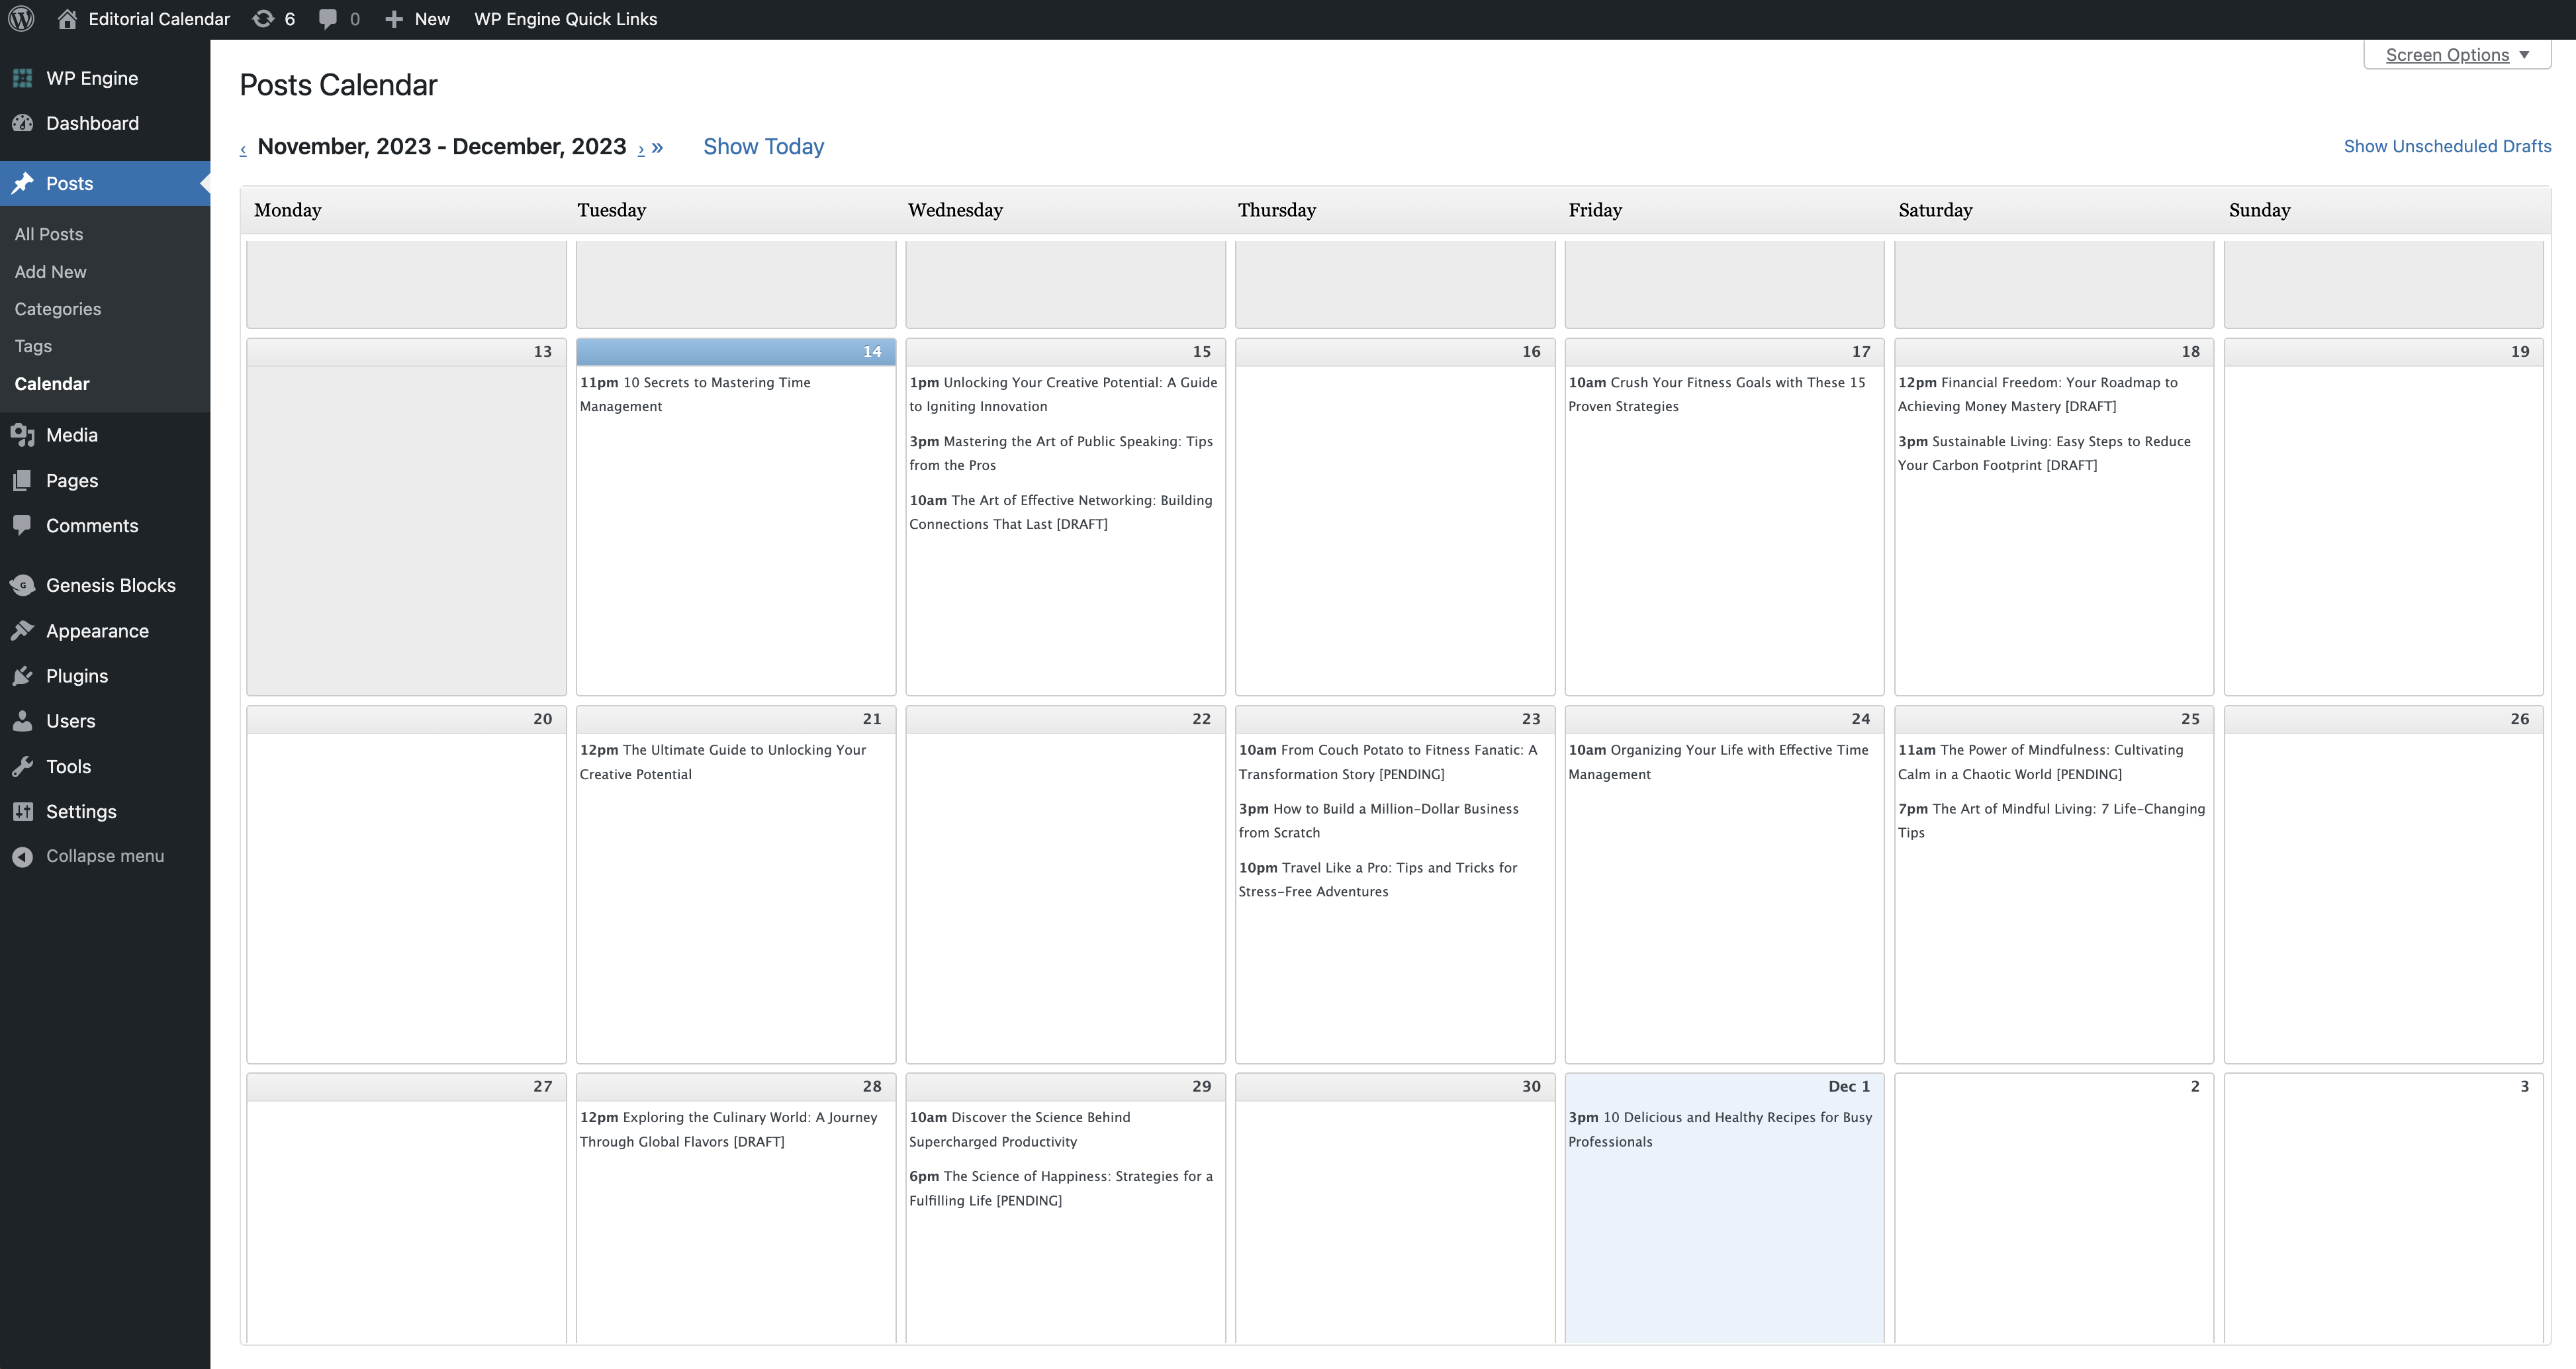 Editorial Calendar 6 0 New WP Engine Quick Links
Screen Options ▼
WP Engine
Dashboard
Posts
All Posts
Add New
Categories
Tags
Calendar
Media
Pages
Comments
Genesis Blocks
Appearance
Plugins
Users
Tools
Settings
Collapse menu
Posts Calendar
‹ November, 2023 - December, 2023 › » Show Today
Show Unscheduled Drafts
Monday Tuesday Wednesday Thursday Friday Saturday Sunday
13
14
11pm 10 Secrets to Mastering Time
Management
15
1pm Unlocking Your Creative Potential: A Guide
to Igniting Innovation
3pm Mastering the Art of Public Speaking: Tips
from the Pros
10am The Art of Effective Networking: Building
Connections That Last [DRAFT]
16
17
10am Crush Your Fitness Goals with These 15
Proven Strategies
18
12pm Financial Freedom: Your Roadmap to
Achieving Money Mastery [DRAFT]
3pm Sustainable Living: Easy Steps to Reduce
Your Carbon Footprint [DRAFT]
19
20
21
12pm The Ultimate Guide to Unlocking Your
Creative Potential
22
23
10am From Couch Potato to Fitness Fanatic: A
Transformation Story [PENDING]
3pm How to Build a Million-Dollar Business
from Scratch
10pm Travel Like a Pro: Tips and Tricks for
Stress-Free Adventures
24
10am Organizing Your Life with Effective Time
Management
25
11am The Power of Mindfulness: Cultivating
Calm in a Chaotic World [PENDING]
7pm The Art of Mindful Living: 7 Life-Changing
Tips
26
27
28
12pm Exploring the Culinary World: A Journey
Through Global Flavors [DRAFT]
29
10am Discover the Science Behind
Supercharged Productivity
6pm The Science of Happiness: Strategies for a
Fulfilling Life [PENDING]
30
Dec 1
3pm 10 Delicious and Healthy Recipes for Busy
Professionals
2
3